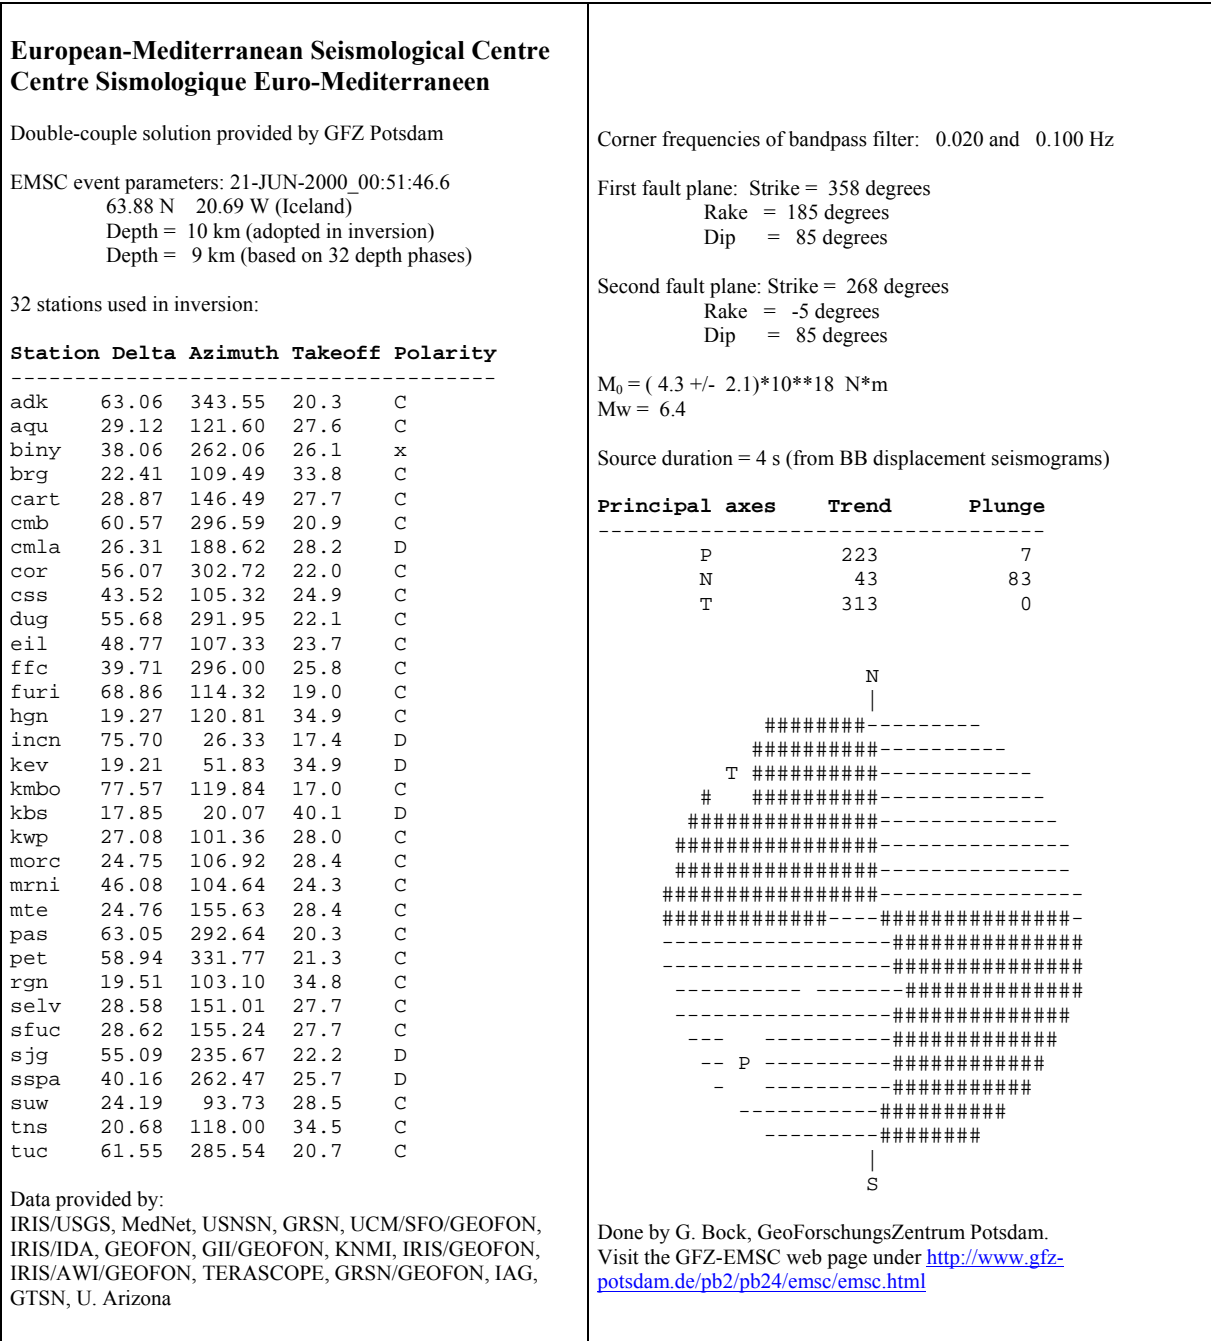 European-Mediterranean Seismological Centre
Centre Sismologique Euro-Mediterraneen
Double-couple solution provided by GFZ Potsdam
EMSC event parameters: 21-JUN-2000_00:51:46.6
63.88 N 20.69 W (Iceland)
Depth = 10 km (adopted in inversion)
Depth = 9 km (based on 32 depth phases)
32 stations used in inversion:
Station Delta Azimuth Takeoff Polarity
---------------------------------------
adk 63.06 343.55 20.3 C
aqu 29.12 121.60 27.6 C
biny 38.06 262.06 26.1 x
brg 22.41 109.49 33.8 C
cart 28.87 146.49 27.7 C
cmb 60.57 296.59 20.9 C
cmla 26.31 188.62 28.2 D
cor 56.07 302.72 22.0 C
css 43.52 105.32 24.9 C
dug 55.68 291.95 22.1 C
eil 48.77 107.33 23.7 C
ffc 39.71 296.00 25.8 C
furi 68.86 114.32 19.0 C
hgn 19.27 120.81 34.9 C
incn 75.70 26.33 17.4 D
kev 19.21 51.83 34.9 D
kmbo 77.57 119.84 17.0 C
kbs 17.85 20.07 40.1 D
kwp 27.08 101.36 28.0 C
morc 24.75 106.92 28.4 C
mrni 46.08 104.64 24.3 C
mte 24.76 155.63 28.4 C
pas 63.05 292.64 20.3 C
pet 58.94 331.77 21.3 C
rgn 19.51 103.10 34.8 C
selv 28.58 151.01 27.7 C
sfuc 28.62 155.24 27.7 C
sjg 55.09 235.67 22.2 D
sspa 40.16 262.47 25.7 D
suw 24.19 93.73 28.5 C
tns 20.68 118.00 34.5 C
tuc 61.55 285.54 20.7 C
Data provided by:
IRIS/USGS, MedNet, USNSN, GRSN, UCM/SFO/GEOFON,
IRIS/IDA, GEOFON, GII/GEOFON, KNMI, IRIS/GEOFON,
IRIS/AWI/GEOFON, TERASCOPE, GRSN/GEOFON, IAG,
GTSN, U. Arizona
Corner frequencies of bandpass filter: 0.020 and 0.100 Hz
First fault plane: Strike = 358 degrees
Rake = 185 degrees
Dip = 85 degrees
Second fault plane: Strike = 268 degrees
Rake = -5 degrees
Dip = 85 degrees
M₀ = ( 4.3 +/- 2.1)*10**18 N*m
Mw = 6.4
Source duration = 4 s (from BB displacement seismograms)
Principal axes Trend Plunge
------------------------------------
P 223 7
N 43 83
T 313 0
N
|
########---------
##########----------
T ##########------------
# ##########-------------
###############--------------
################---------------
################---------------
#################----------------
#############----###############-
------------------###############
------------------###############
---------- -------##############
-----------------##############
--- ----------#############
-- P ----------############
- ----------###########
-----------##########
---------########
|
S
Done by G. Bock, GeoForschungsZentrum Potsdam.
Visit the GFZ-EMSC web page under http://www.gfz-
potsdam.de/pb2/pb24/emsc/emsc.html